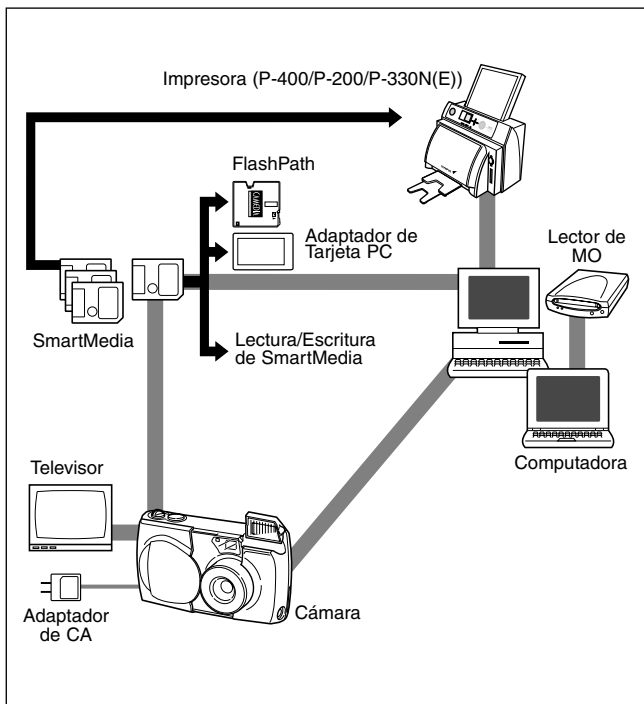 Impresora (P-400/P-200/P-330N(E))
FlashPath
Adaptador de
Tarjeta PC
Lector de
MO
SmartMedia
Lectura/Escritura
de SmartMedia
Computadora
Televisor
Adaptador
de CA
Cámara